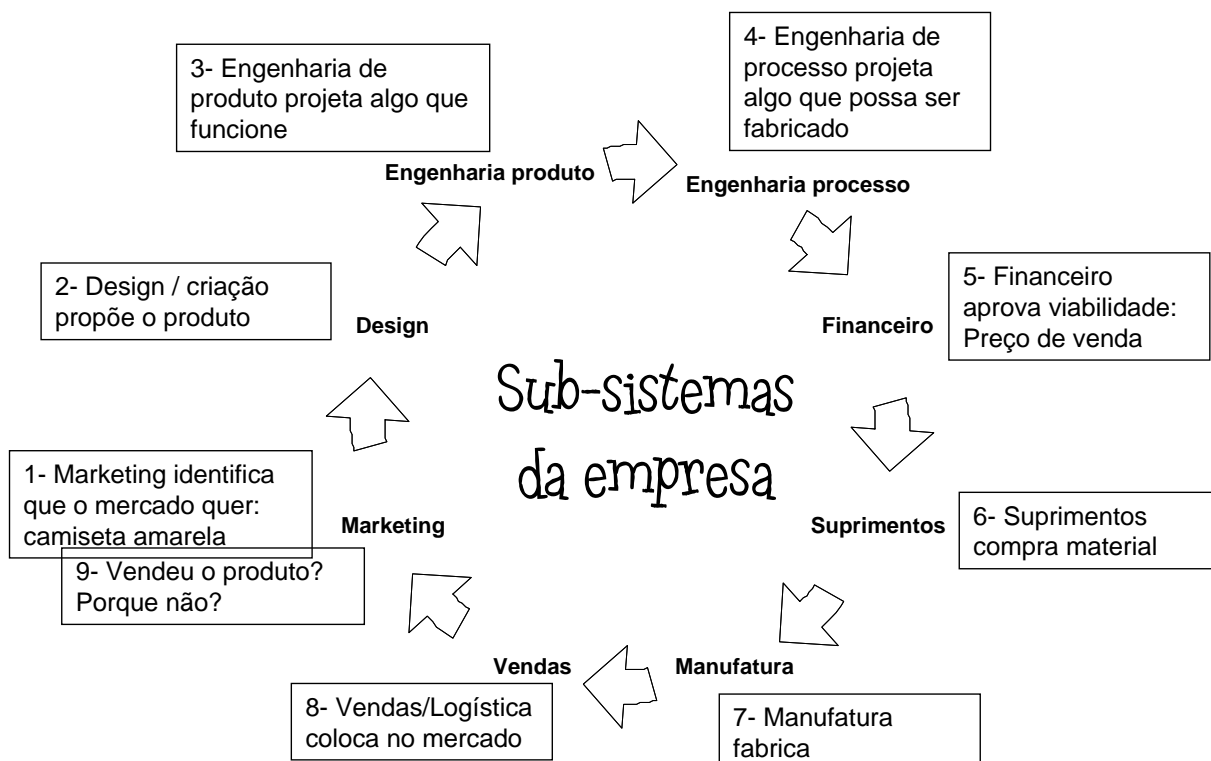 4- Engenharia de
processo projeta
algo que possa ser
fabricado
3- Engenharia de
produto projeta algo que
funcione
Engenharia produto
Engenharia processo
2- Design / criação
propõe o produto
Design
Financeiro
5- Financeiro
aprova viabilidade:
Preço de venda
Sub-sistemas
da empresa
1- Marketing identifica
que o mercado quer:
camiseta amarela
Marketing
9- Vendeu o produto?
Porque não?
Suprimentos
6- Suprimentos
compra material
Vendas
Manufatura
8- Vendas/Logística
coloca no mercado
7- Manufatura
fabrica